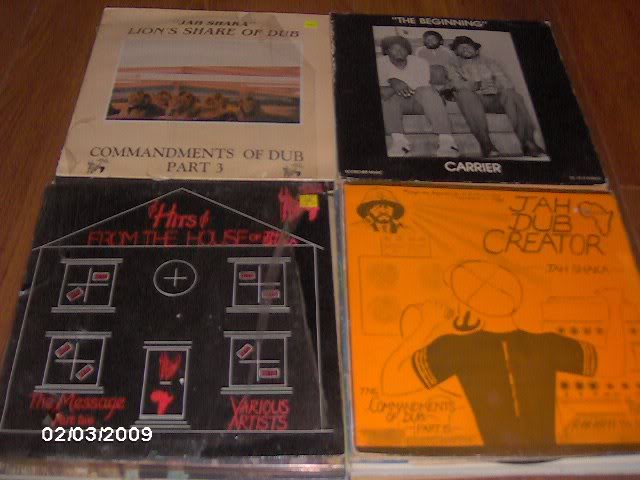 "JAH SHAKA"
LION'S SHARE OF DUB
COMMANDMENTS OF DUB
PART 3
"THE BEGINNING"
CARRIER
Hits
FROM THE HOUSE OF
The Message
VARIOUS
ARTISTS
JAH
DUB
CREATOR
JAH SHAKA
THE
COMMANDMENTS
OF DUB
PART
02/03/2009